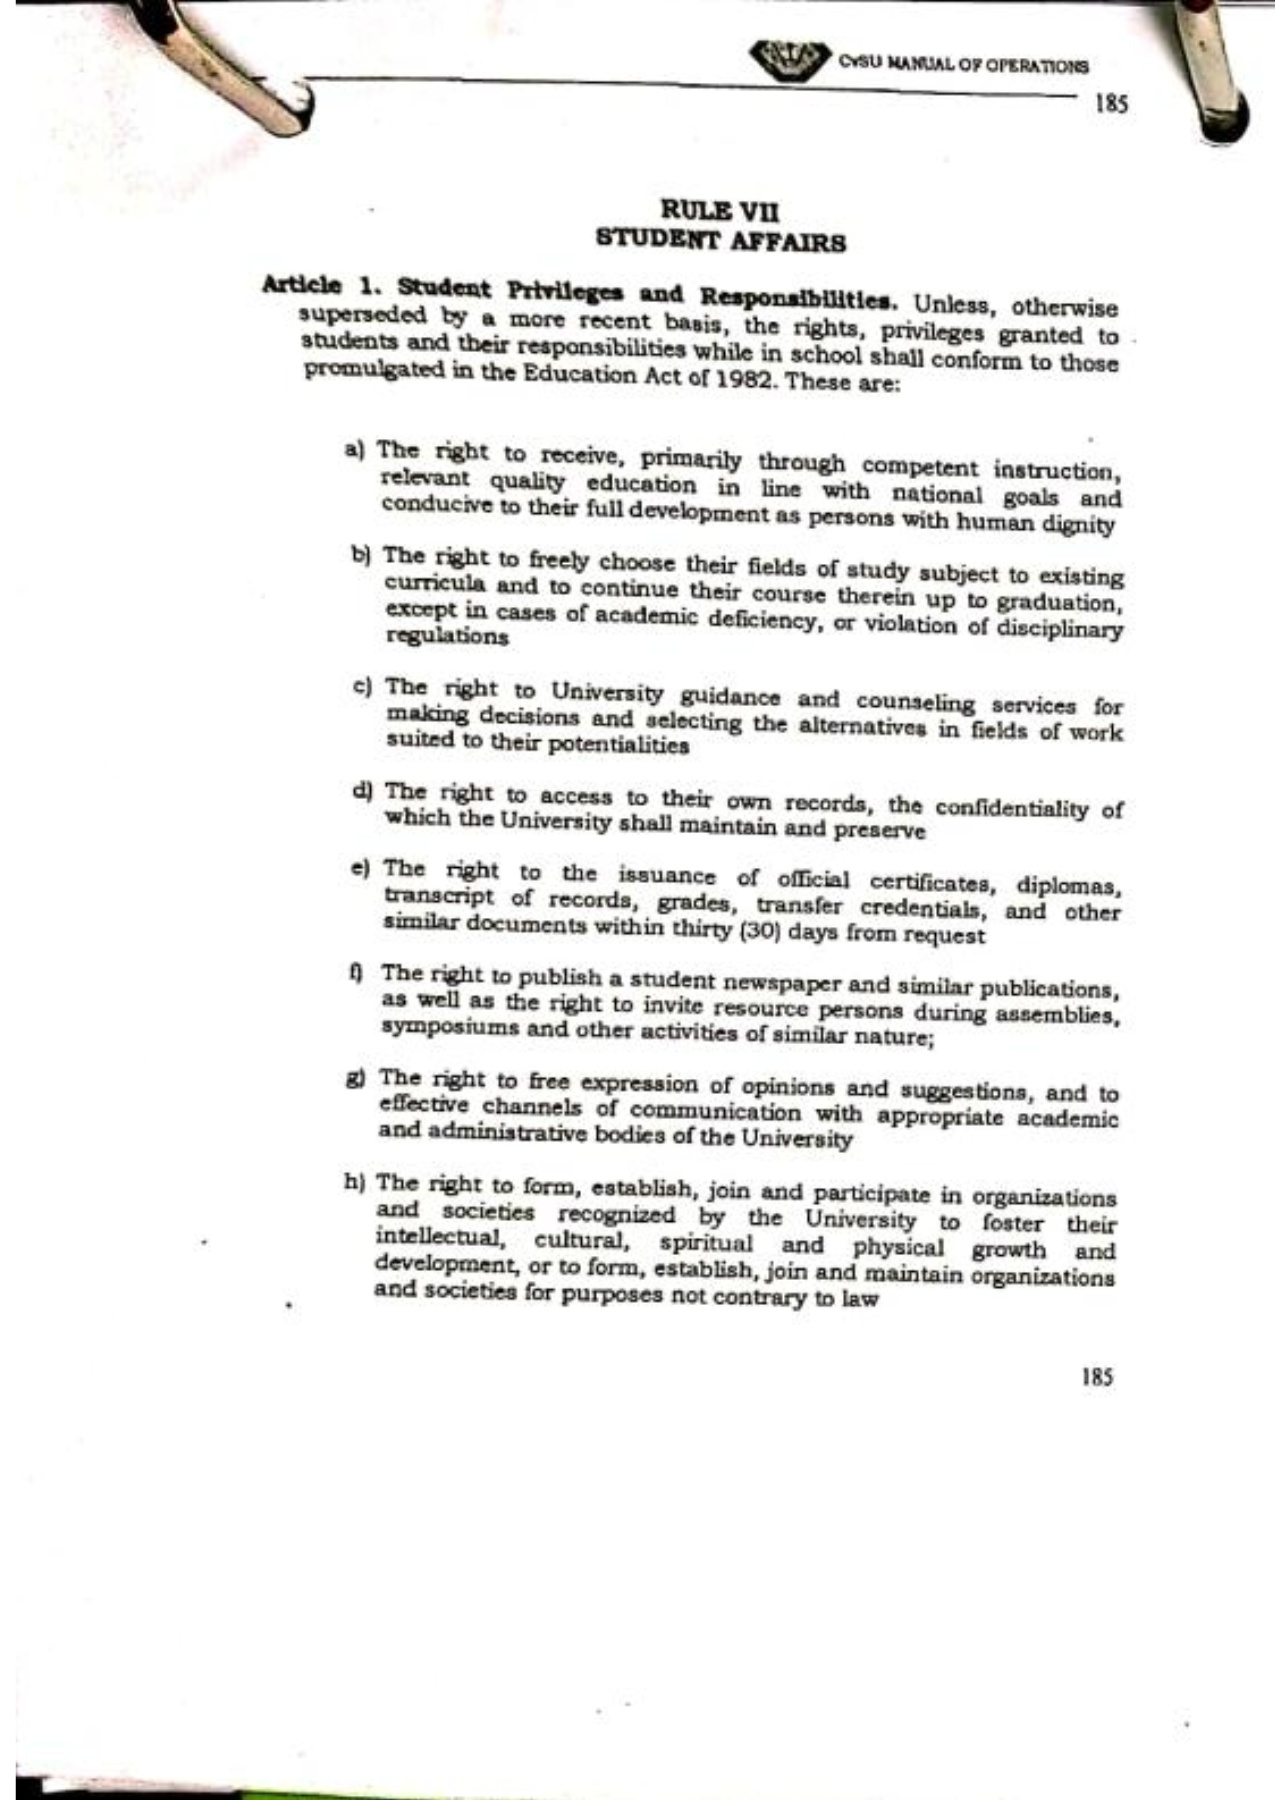 CvSU MANUAL OF OPERATIONS
185
RULE VII
STUDENT AFFAIRS
Article 1. Student Privileges and Responsibilities. Unless, otherwise
superseded by a more recent basis, the rights, privileges granted to
students and their responsibilities while in school shall conform to those
promulgated in the Education Act of 1982. These are:
a) The right to receive, primarily through competent instruction,
relevant quality education in line with national goals and
conducive to their full development as persons with human dignity
b) The right to freely choose their fields of study subject to existing
curricula and to continue their course therein up to graduation,
except in cases of academic deficiency, or violation of disciplinary
regulations
c) The right to University guidance and counseling services for
making decisions and selecting the alternatives in fields of work
suited to their potentialities
d) The right to access to their own records, the confidentiality of
which the University shall maintain and preserve
e) The right to the issuance of official certificates, diplomas,
transcript of records, grades, transfer credentials, and other
similar documents within thirty (30) days from request
f) The right to publish a student newspaper and similar publications,
as well as the right to invite resource persons during assemblies,
symposiums and other activities of similar nature;
g) The right to free expression of opinions and suggestions, and to
effective channels of communication with appropriate academic
and administrative bodies of the University
h) The right to form, establish, join and participate in organizations
and societies recognized by the University to foster their
intellectual, cultural, spiritual and physical growth and
development, or to form, establish, join and maintain organizations
and societies for purposes not contrary to law
185